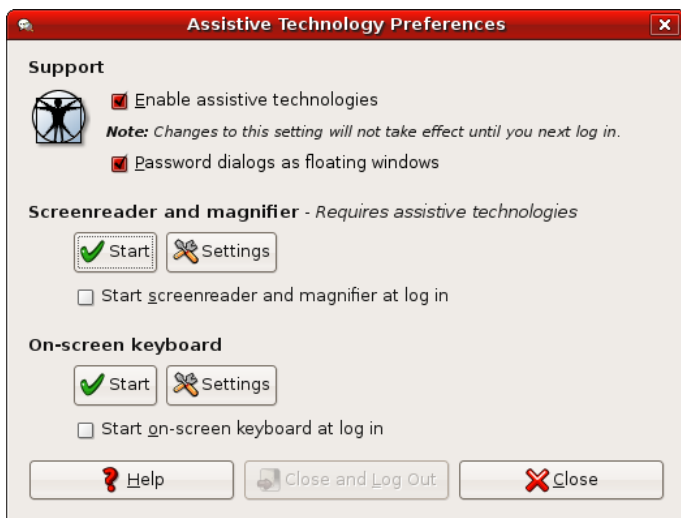 Assistive Technology Preferences
Support
Enable assistive technologies
Note: Changes to this setting will not take effect until you next log in.
Password dialogs as floating windows
Screenreader and magnifier - Requires assistive technologies
Start Settings
Start screenreader and magnifier at log in
On-screen keyboard
Start Settings
Start on-screen keyboard at log in
Help Close and Log Out Close